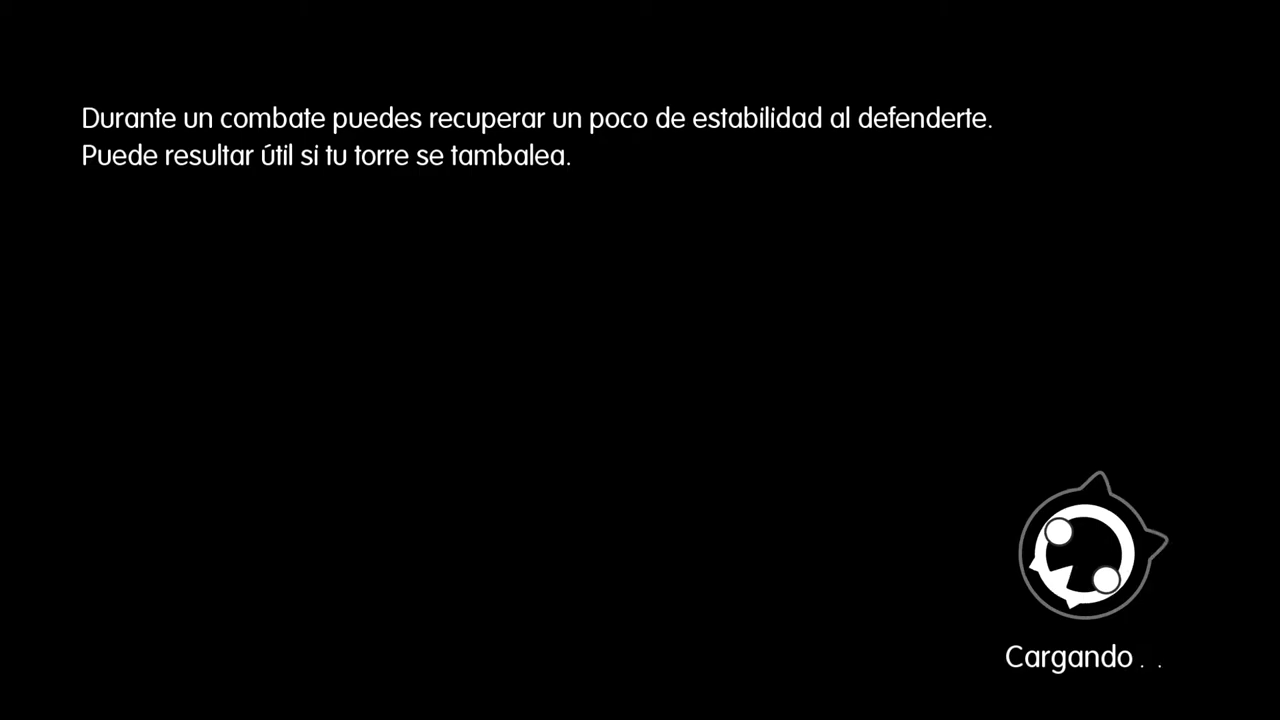 Durante un combate puedes recuperar un poco de estabilidad al defenderte.
Puede resultar útil si tu torre se tambalea.
Cargando . .